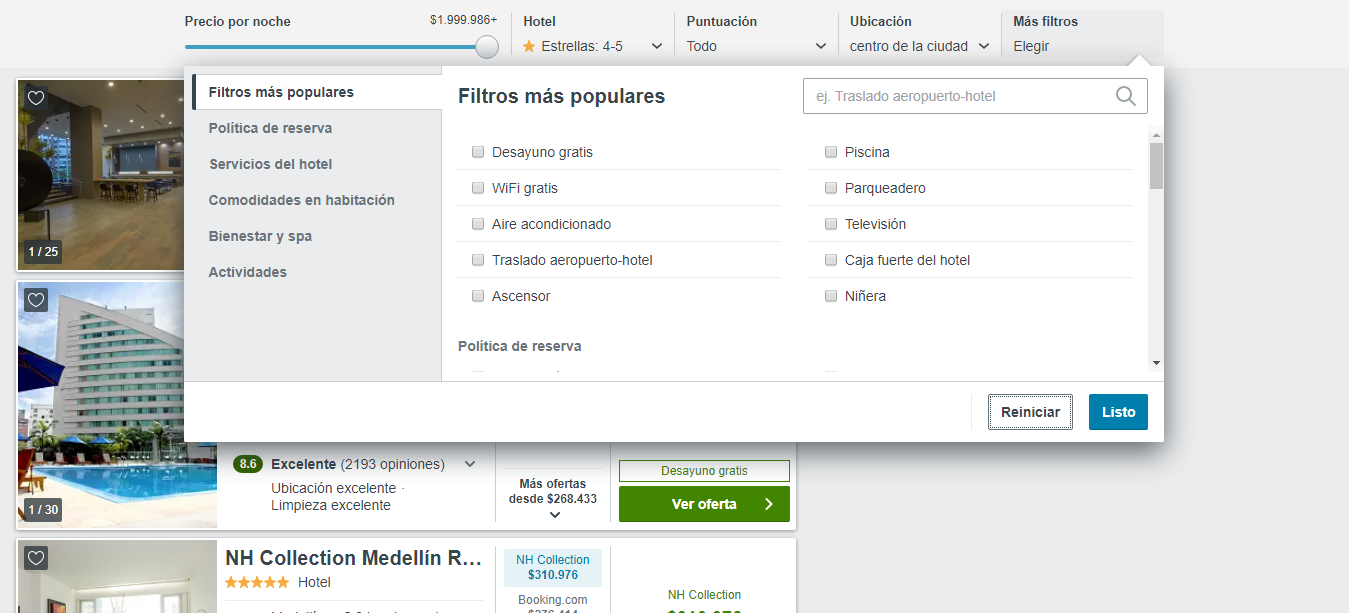 Precio por noche
$1.999.986+
Hotel
Estrellas: 4-5
Puntuación
Todo
Ubicación
centro de la ciudad
Más filtros
Elegir
Filtros más populares
Política de reserva
Servicios del hotel
Comodidades en habitación
Bienestar y spa
Actividades
Filtros más populares
ej. Traslado aeropuerto-hotel
Desayuno gratis
Piscina
WiFi gratis
Parqueadero
Aire acondicionado
Televisión
Traslado aeropuerto-hotel
Caja fuerte del hotel
Ascensor
Niñera
Política de reserva
Reiniciar
Listo
1 / 25
1 / 30
8.6 Excelente (2193 opiniones)
Ubicación excelente ·
Limpieza excelente
Más ofertas
desde $268.433
Desayuno gratis
Ver oferta
NH Collection Medellín R...
Hotel
NH Collection
$310.976
Booking.com
NH Collection